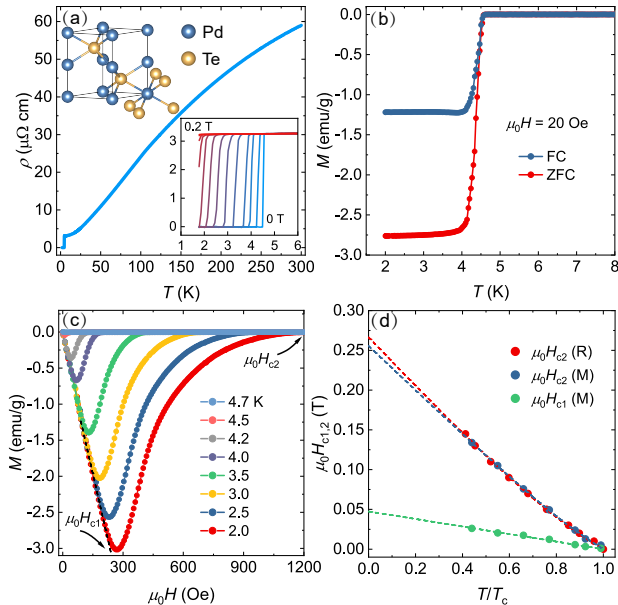 (a)
Pd
Te
60
50
40
30
20
10
0
ρ (μΩ cm)
0 50 100 150 200 250 300
T (K)
0.2 T
3
2
1
0
0 T
1 2 3 4 5 6
(b)
0.0
-0.5
-1.0
-1.5
-2.0
-2.5
-3.0
M (emu/g)
μ0H = 20 Oe
FC
ZFC
2 3 4 5 6 7 8
T (K)
(c)
0.0
-0.5
-1.0
-1.5
-2.0
-2.5
-3.0
M (emu/g)
μ0Hc2
4.7 K
4.5
4.2
4.0
3.5
3.0
2.5
2.0
μ0Hc1
0 300 600 900 1200
μ0H (Oe)
(d)
0.30
0.25
0.20
0.15
0.10
0.05
0.00
μ0Hc1,2 (T)
μ0Hc2 (R)
μ0Hc2 (M)
μ0Hc1 (M)
0.0 0.2 0.4 0.6 0.8 1.0
T/Tc